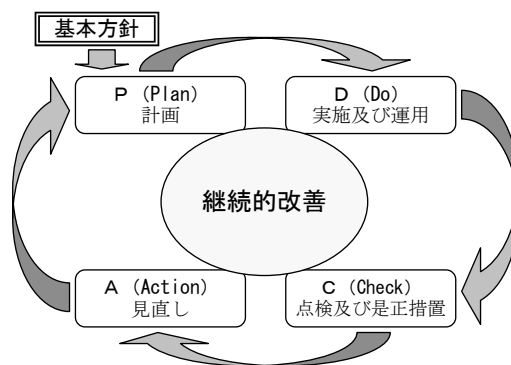 基本方針
Ｐ (Plan)
計画
Ｄ (Do)
実施及び運用
継続的改善
Ａ (Action)
見直し
Ｃ (Check)
点検及び是正措置